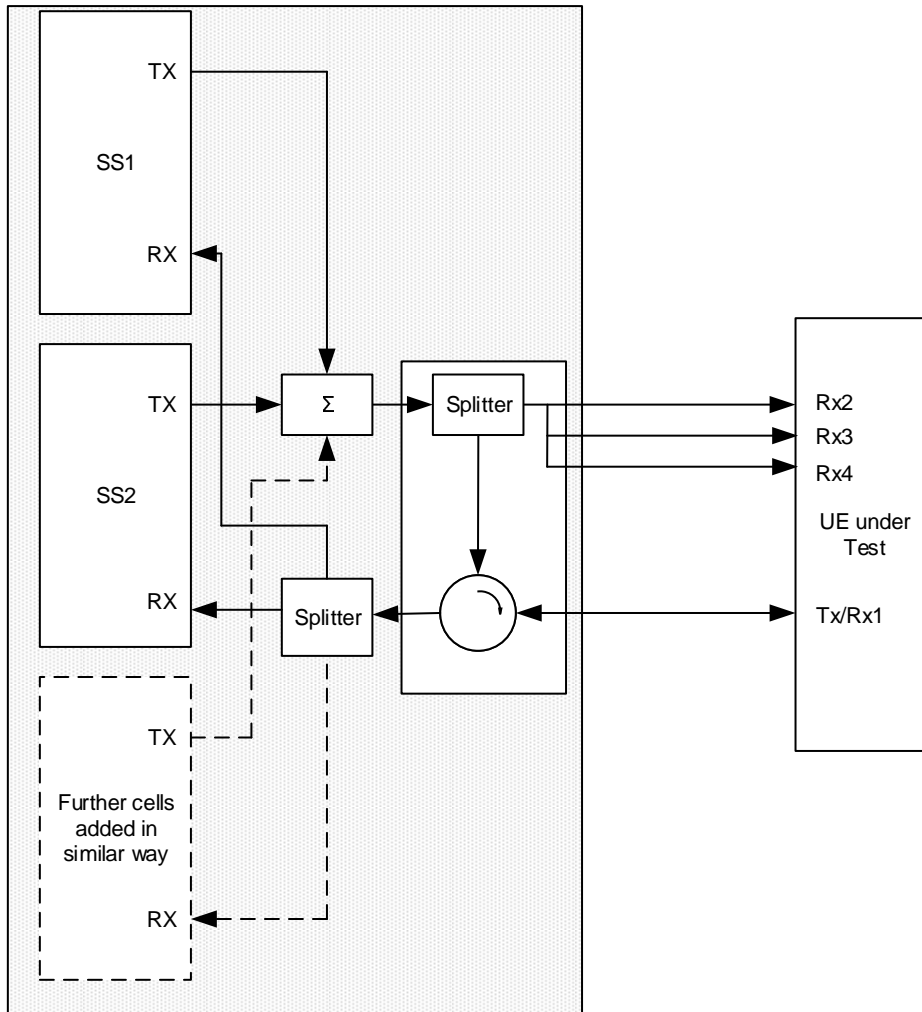 TX
SS1
RX
TX
SS2
RX
Σ
Splitter
Splitter
Rx2
Rx3
Rx4
UE under
Test
Tx/Rx1
TX
Further cells
added in
similar way
RX